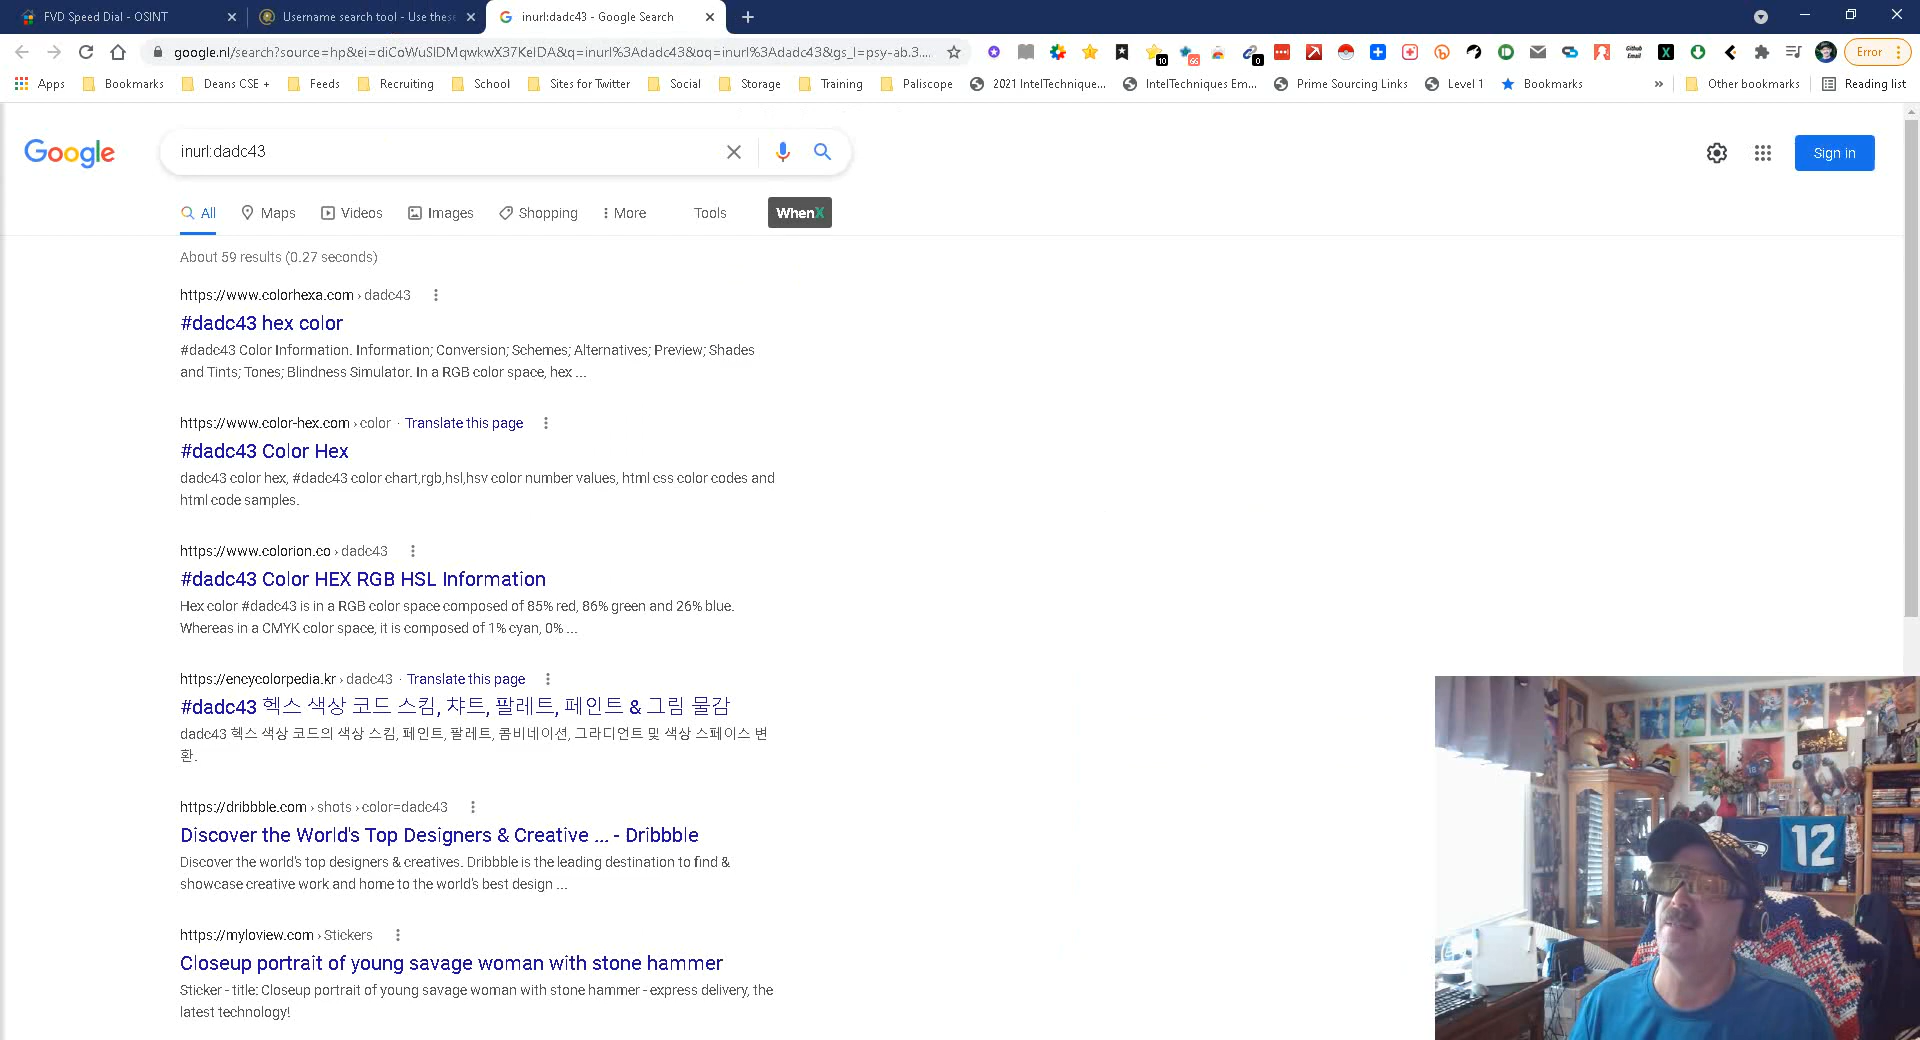 FVD Speed Dial - OSINT
Username search tool - Use these
inurl:dadc43 - Google Search
google.nl/search?source=hp&ei=diCoWuSIDMqwkwX37KeIDA&q=inurl%3Adadc43&oq=inurl%3Adadc43&gs_l=psy-ab.3....
10
66
0
Github
Email
Error
Apps
Bookmarks
Deans CSE +
Feeds
Recruiting
School
Sites for Twitter
Social
Storage
Training
Paliscope
2021 IntelTechnique...
IntelTechniques Em...
Prime Sourcing Links
Level 1
Bookmarks
»
Other bookmarks
Reading list
Google
inurl:dadc43
Sign in
All
Maps
Videos
Images
Shopping
More
Tools
WhenX
About 59 results (0.27 seconds)
https://www.colorhexa.com › dadc43
#dadc43 hex color
#dadc43 Color Information. Information; Conversion; Schemes; Alternatives; Preview; Shades
and Tints; Tones; Blindness Simulator. In a RGB color space, hex ...
https://www.color-hex.com › color · Translate this page
#dadc43 Color Hex
dadc43 color hex, #dadc43 color chart,rgb,hsl,hsv color number values, html css color codes and
html code samples.
https://www.colorion.co › dadc43
#dadc43 Color HEX RGB HSL Information
Hex color #dadc43 is in a RGB color space composed of 85% red, 86% green and 26% blue.
Whereas in a CMYK color space, it is composed of 1% cyan, 0% ...
https://encycolorpedia.kr › dadc43 · Translate this page
#dadc43 헥스 색상 코드 스킴, 챠트, 팔레트, 페인트 & 그림 물감
dadc43 헥스 색상 코드의 색상 스킴, 페인트, 팔레트, 콤비네이션, 그라디언트 및 색상 스페이스 변
환.
https://dribbble.com › shots › color=dadc43
Discover the World's Top Designers & Creative ... - Dribbble
Discover the world's top designers & creatives. Dribbble is the leading destination to find &
showcase creative work and home to the world's best design ...
https://myloview.com › Stickers
Closeup portrait of young savage woman with stone hammer
Sticker - title: Closeup portrait of young savage woman with stone hammer - express delivery, the
latest technology!
12